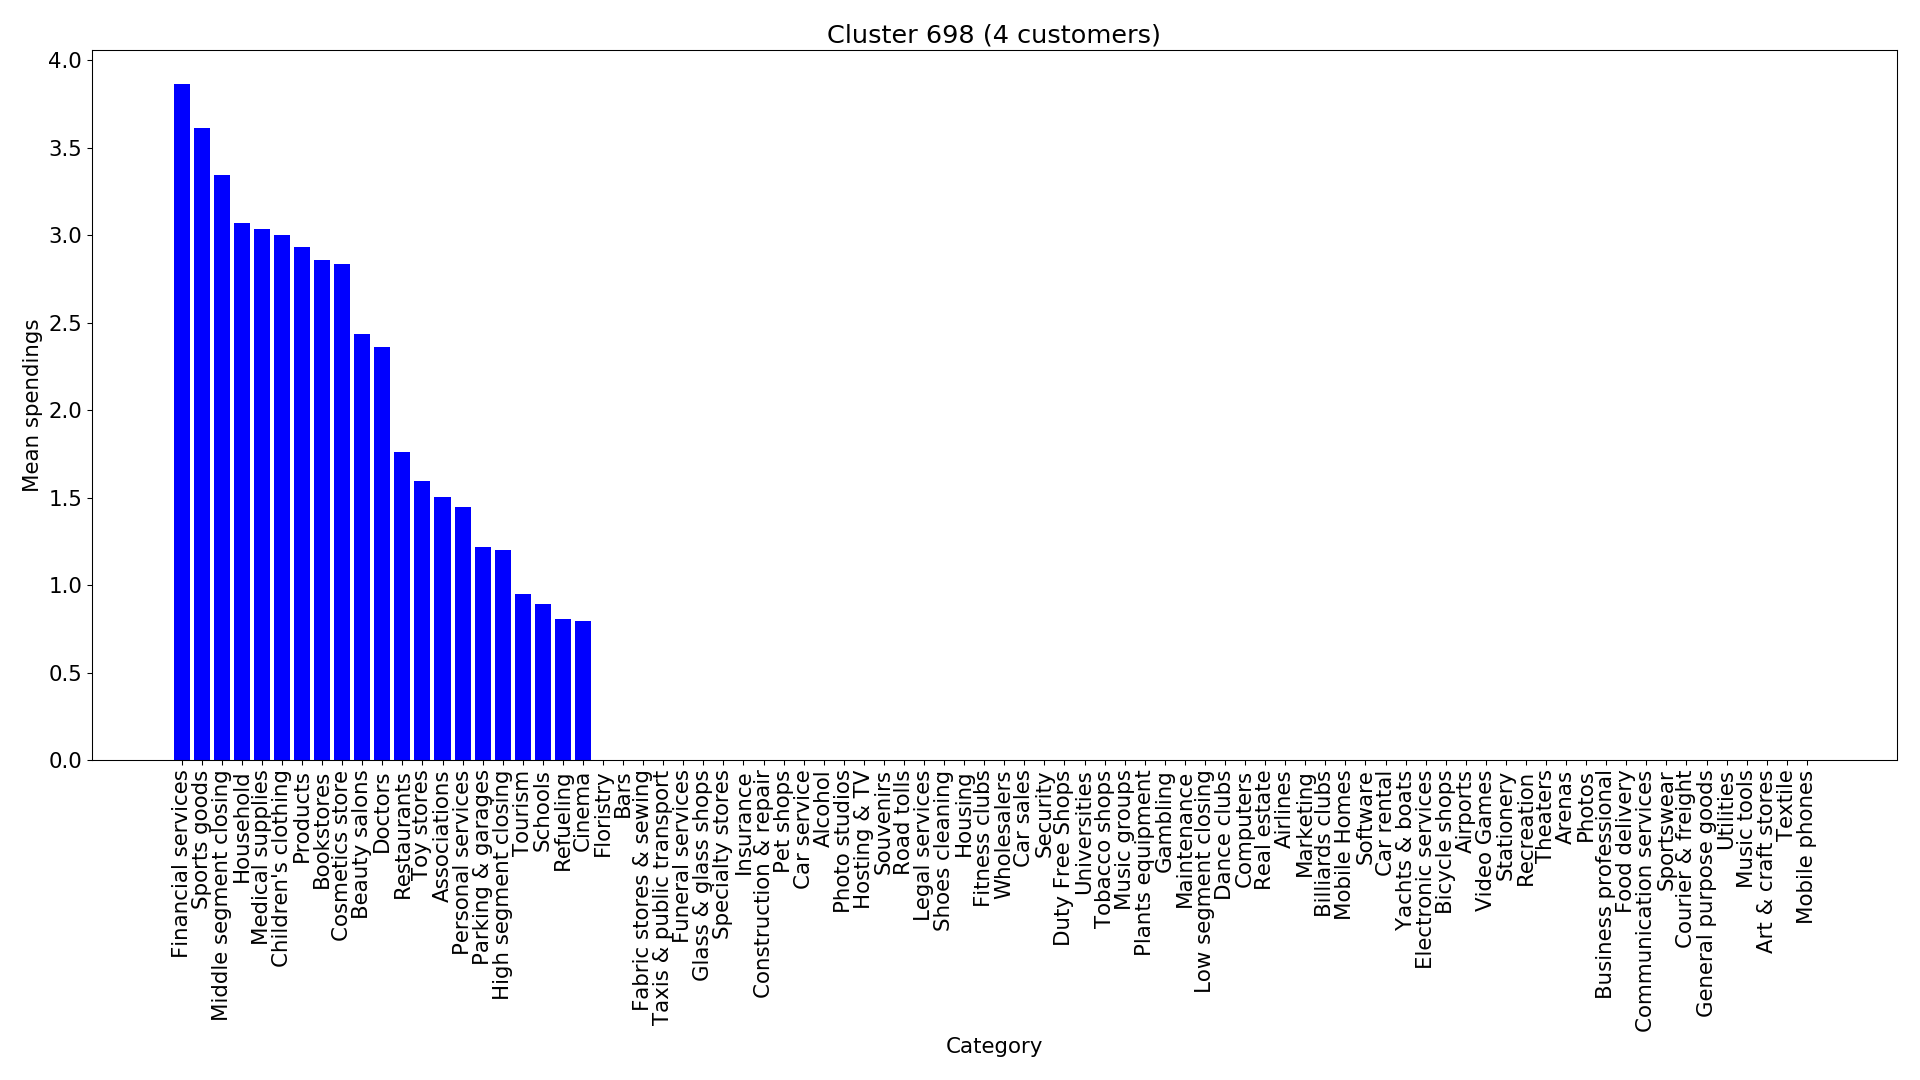 Cluster 698 (4 customers)
4.0
3.5
3.0
2.5
2.0
1.5
1.0
0.5
0.0
Mean spendings
Financial services
Sports goods
Middle segment closing
Household
Medical supplies
Children's clothing
Products
Bookstores
Cosmetics store
Beauty salons
Doctors
Restaurants
Toy stores
Associations
Personal services
Parking & garages
High segment closing
Tourism
Schools
Refueling
Cinema
Floristry
Bars
Fabric stores & sewing
Taxis & public transport
Funeral services
Glass & glass shops
Specialty stores
Insurance
Construction & repair
Pet shops
Car service
Alcohol
Photo studios
Hosting & TV
Souvenirs
Road tolls
Legal services
Shoes cleaning
Housing
Fitness clubs
Wholesalers
Car sales
Security
Duty Free Shops
Universities
Tobacco shops
Music groups
Plants equipment
Gambling
Maintenance
Low segment closing
Dance clubs
Computers
Real estate
Airlines
Marketing
Billiards clubs
Mobile Homes
Software
Car rental
Yachts & boats
Electronic services
Bicycle shops
Airports
Video Games
Stationery
Recreation
Theaters
Arenas
Photos
Business professional
Food delivery
Communication services
Sportswear
Courier & freight
General purpose goods
Utilities
Music tools
Art & craft stores
Textile
Mobile phones
Category